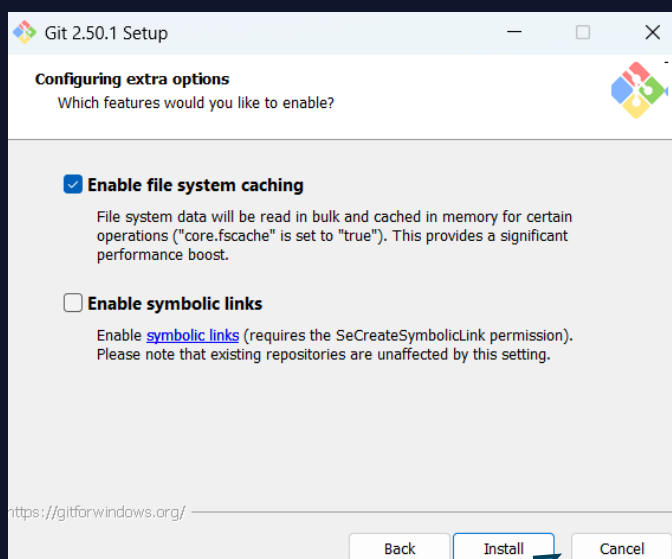 Git 2.50.1 Setup
Configuring extra options
Which features would you like to enable?
Enable file system caching
File system data will be read in bulk and cached in memory for certain
operations ("core.fscache" is set to "true"). This provides a significant
performance boost.
Enable symbolic links
Enable symbolic links (requires the SeCreateSymbolicLink permission).
Please note that existing repositories are unaffected by this setting.
https://gitforwindows.org/
Back Install Cancel